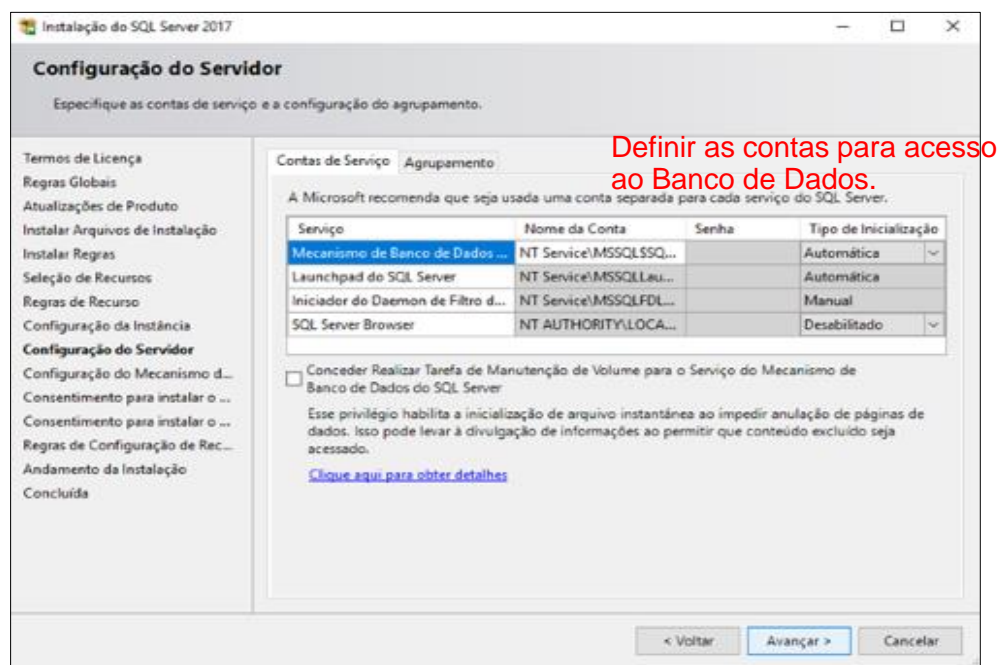 Instalação do SQL Server 2017
Configuração do Servidor
Especifique as contas de serviço e a configuração do agrupamento.
Definir as contas para acesso
ao Banco de Dados.
Termos de Licença
Regras Globais
Atualizações de Produto
Instalar Arquivos de Instalação
Instalar Regras
Seleção de Recursos
Regras de Recurso
Configuração da Instância
Configuração do Servidor
Configuração do Mecanismo d...
Consentimento para instalar o ...
Consentimento para instalar o ...
Regras de Configuração de Rec...
Andamento da Instalação
Concluída
Contas de Serviço Agrupamento
A Microsoft recomenda que seja usada uma conta separada para cada serviço do SQL Server.
Serviço Nome da Conta Senha Tipo de Inicialização
Mecanismo de Banco de Dados ... NT Service\MSSQL$SQ... Automática
Launchpad do SQL Server NT Service\MSSQLLau... Automática
Iniciador do Daemon de Filtro d... NT Service\MSSQLFDL... Manual
SQL Server Browser NT AUTHORITY\LOCA... Desabilitado
Conceder Realizar Tarefa de Manutenção de Volume para o Serviço do Mecanismo de
Banco de Dados do SQL Server
Esse privilégio habilita a inicialização de arquivo instantânea ao impedir anulação de páginas de
dados. Isso pode levar à divulgação de informações ao permitir que conteúdo excluído seja
acessado.
Clique aqui para obter detalhes
< Voltar Avançar > Cancelar